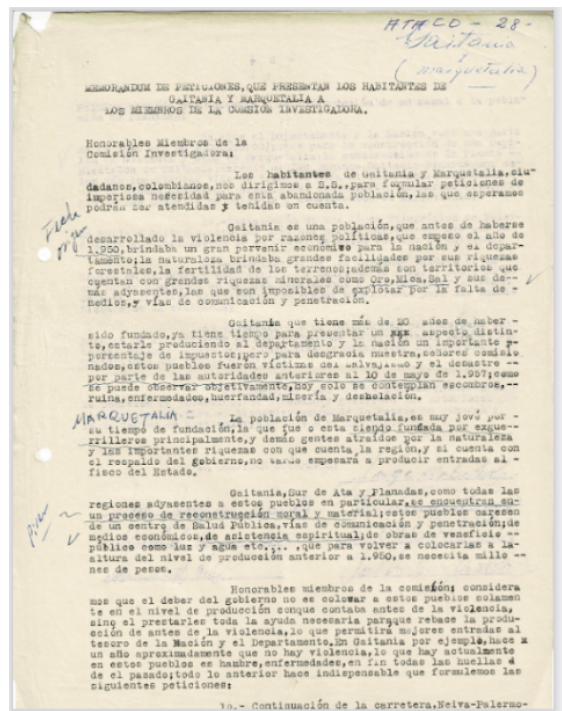 ATACO - 28-
Gaitania
y
(Marquetalia)
MEMORANDUM DE PETICIONES, QUE PRESENTAN LOS HABITANTES DE
GAITANIA Y MARQUETALIA A
LOS MIEMBROS DE LA COMISION INVESTIGADORA.
Honorables Miembros de la
Comisión Investigadora:
Los habitantes de Gaitania y Marquetalia, ciu-
dadanos, colombianos, nos dirigimos a S.S., para formular peticiones de
imperiosa necesidad para esta abandonada población, las que esperamos
podrán ser atendidas y tenidas en cuenta.
Gaitania es una población, que antes de haberse
desarrollado la violencia por razones políticas, que empeso el año de
1.950, brindaba un gran porvenir económico para la nación y el depar-
tamento; la naturaleza brindaba grandes facilidades por sus riquezas
forestales, la fertilidad de los terrenos; además son territorios que
cuentan con grandes riquezas minerales como Oro, Mica, Sal y sus de-
más adyasentes, las que son imposibles de explotar por la falta de -
medios, y vías de comunicación y penetración.
Gaitania que tiene más de 20 años de haber -
sido fundado, ya tiene tiempo para presentar un xxx aspecto distin-
to, estarle produciendo al departamento y la nación un importante p-
porsentaje de impuestos; pero para desgracia nuestra, señores comisio
nados, estos pueblos fueron víctimas del salvajismo y el desastre --
por parte de las autoridades anteriores al 10 de mayo de 1.957; como
se puede observar objetivamente, hoy solo se contemplan escombros, --
ruina, enfermedados, huerfandad, miseria y desholación.
MARQUETALIA-
La población de Marquetalia, es muy jové por -
su tiempo de fundación, la que fue o esta siendo fundada por exgue--
rrilleros principalmente, y demás gentes atraídos por la naturaleza
y las importantes riquezas con que cuenta la región, y si cuenta con
el respaldo del gobierno, no tarde empesará a producir entradas al -
fisco del Estado.
Gaitania, Sur de Ata y Planadas, como todas las
regiones adyasentes a estos pueblos en particular, se encuentran en-
un proceso de reconstrucción moral y material; estos pueblos caresen
de un centro de Salud Pública, vías de comunicación y penetración; de
medios económicos, de asistencia espiritual; de obras de veneficio --
público como luz y agua etc...., que para volver a colocarlas a la-
altura del nivel de producción anterior a 1.950, se necesita millo --
nes de pesos.
Honorables miembros de la comisión; considera
mos que el deber del gobierno no es colovar a estos pueblos solamen
te en el nivel de producción conque contaba antes de la violencia,
sino el prestarles toda la ayuda necesaria paraque rebace la produ-
cción de antes de la violencia, lo que permitirá mejores entradas al
tesoro de la Nación y el Departamento. En Gaitania por ejemplo, hace x
un año aproximadamente que no hay violencia, lo que hay actualmente
en estos pueblos es hambre, enfermedades, en fin todas las huellas d
de el pasado; todo lo anterior hace indispensable que formulemos las
siguientes peticiones:
1o.- Continuación de la carretera, Neiva-Palermo-